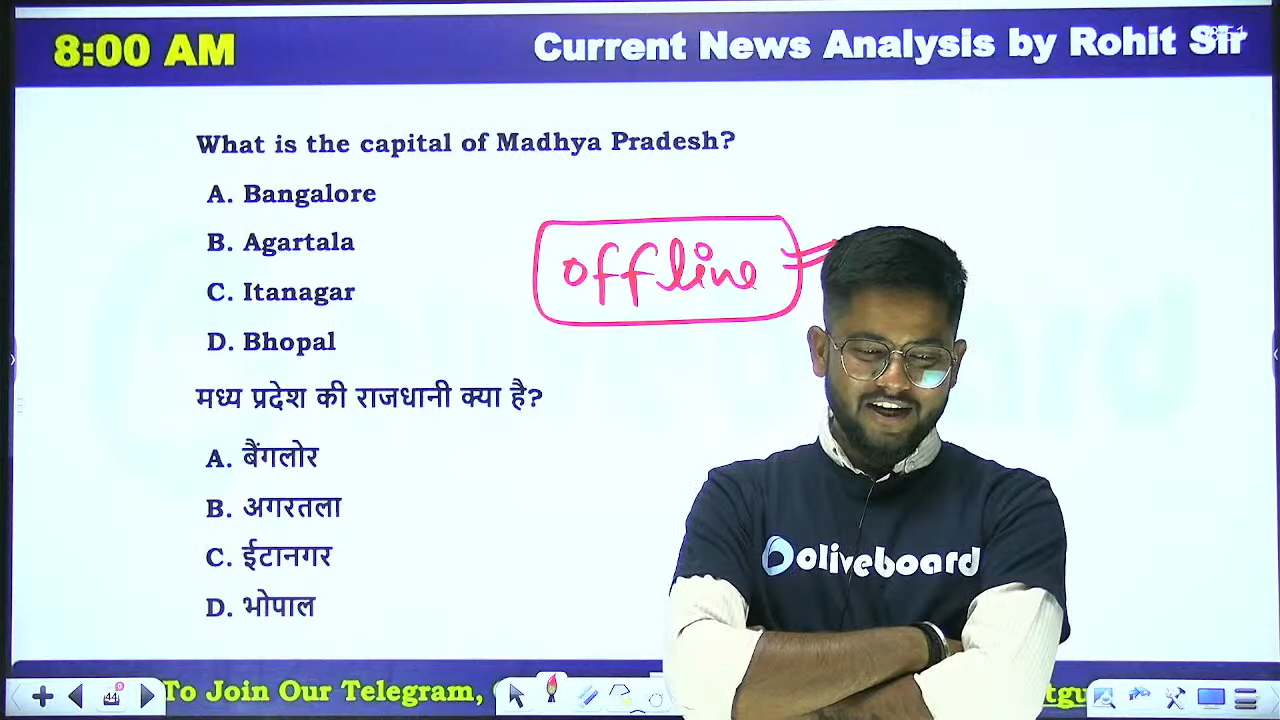 8:00 AM
Current News Analysis by Rohit Sir
What is the capital of Madhya Pradesh?
A. Bangalore
B. Agartala
offline
C. Itanagar
D. Bhopal
मध्य प्रदेश की राजधानी क्या है?
A. बैंगलोर
B. अगरतला
C. ईटानगर
D. भोपाल
oliveboard
44
To Join Our Telegram,